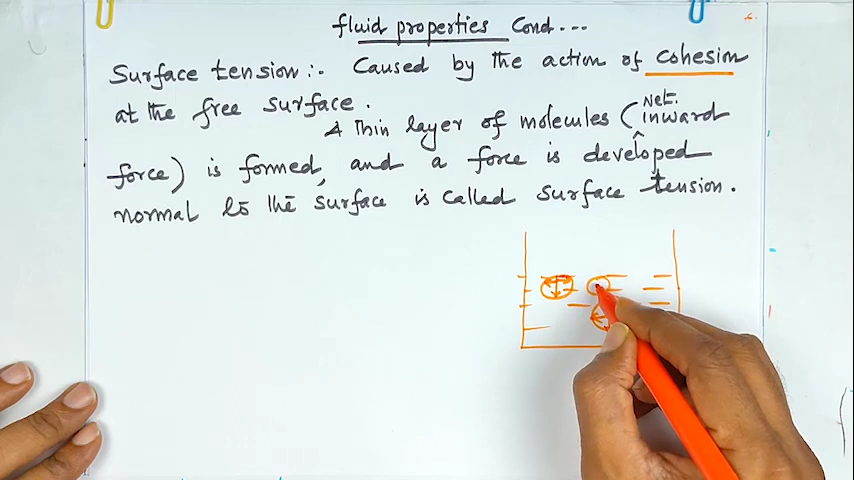 fluid properties Cond...
Surface tension:- Caused by the action of cohesion
at the free surface.
A thin layer of molecules (Net. inward
force) is formed, and a force is developed
normal to the surface is called surface tension.